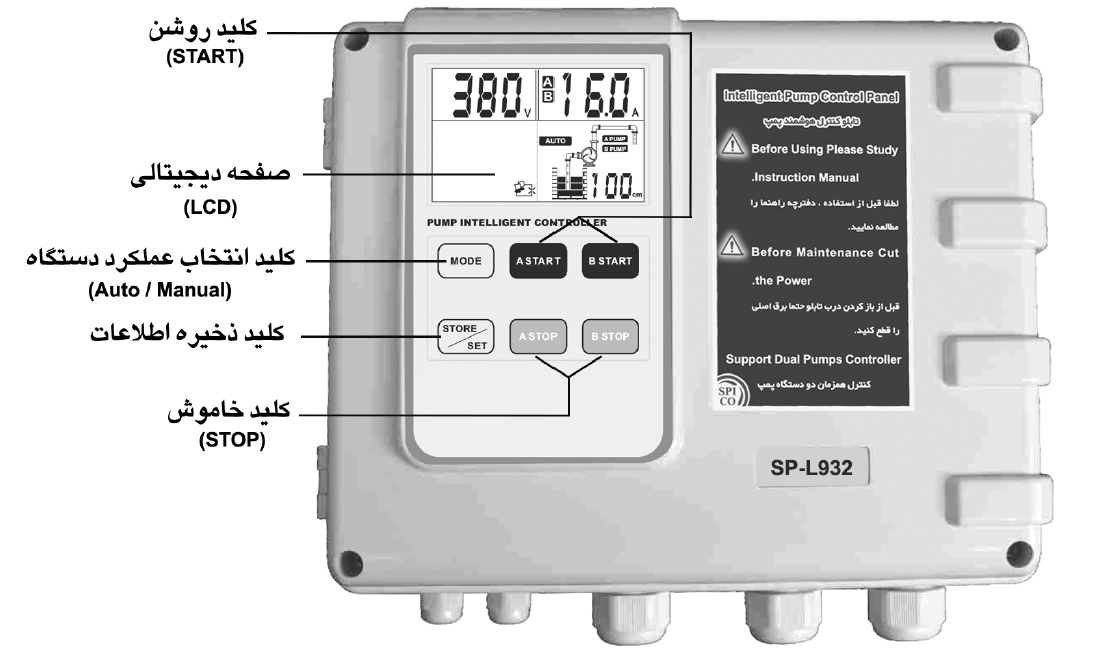 کلید روشن
(START)
صفحه دیجیتالی
(LCD)
کلید انتخاب عملکرد دستگاه
(Auto / Manual)
کلید ذخیره اطلاعات
کلید خاموش
(STOP)
380 V
A
B
16.0 A
AUTO
A PUMP
B PUMP
100 cm
PUMP INTELLIGENT CONTROLLER
MODE
A START
B START
STORE
SET
A STOP
B STOP
Intelligent Pump Control Panel
تابلو کنترل هوشمند پمپ
Before Using Please Study
.Instruction Manual
لطفا قبل از استفاده ، دفترچه راهنما را
مطالعه نمایید.
Before Maintenance Cut
.the Power
قبل از باز کردن درب تابلو حتما برق اصلی
را قطع کنید.
Support Dual Pumps Controller
کنترل همزمان دو دستگاه پمپ
SPI
CO
SP-L932